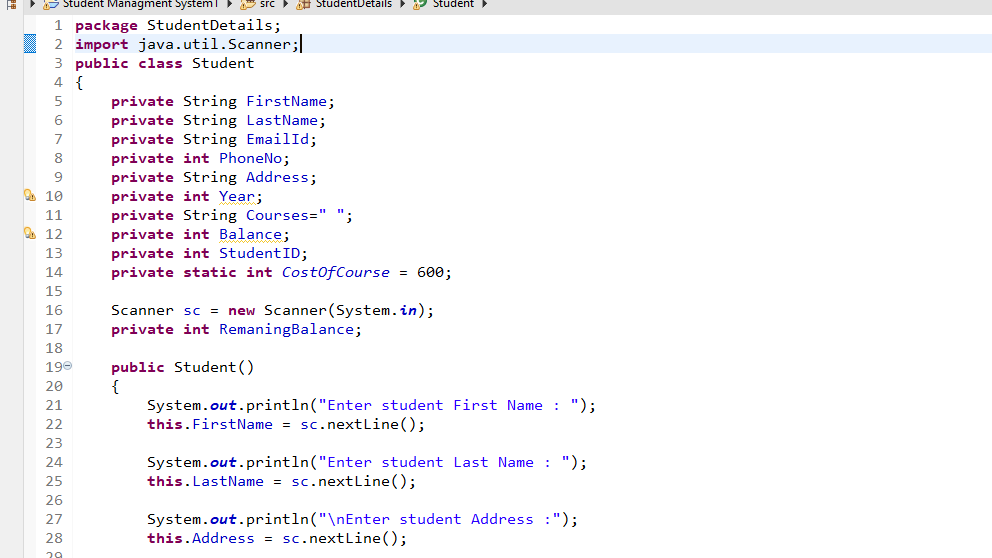 Student Managment System1 src StudentDetails Student
1 package StudentDetails;
2 import java.util.Scanner;
3 public class Student
4 {
5 private String FirstName;
6 private String LastName;
7 private String EmailId;
8 private int PhoneNo;
9 private String Address;
10 private int Year;
11 private String Courses=" ";
12 private int Balance;
13 private int StudentID;
14 private static int CostOfCourse = 600;
15
16 Scanner sc = new Scanner(System.in);
17 private int RemaningBalance;
18
19 public Student()
20 {
21 System.out.println("Enter student First Name : ");
22 this.FirstName = sc.nextLine();
23
24 System.out.println("Enter student Last Name : ");
25 this.LastName = sc.nextLine();
26
27 System.out.println("\nEnter student Address :");
28 this.Address = sc.nextLine();
29